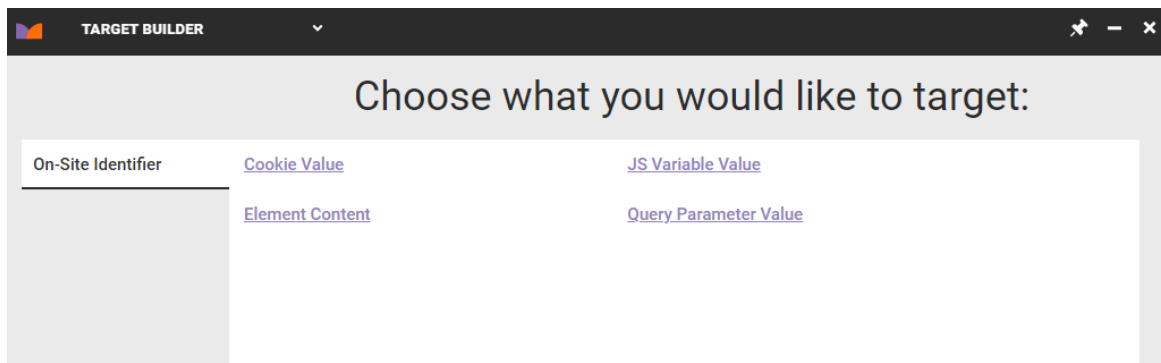 TARGET BUILDER
Choose what you would like to target:
On-Site Identifier
Cookie Value
JS Variable Value
Element Content
Query Parameter Value